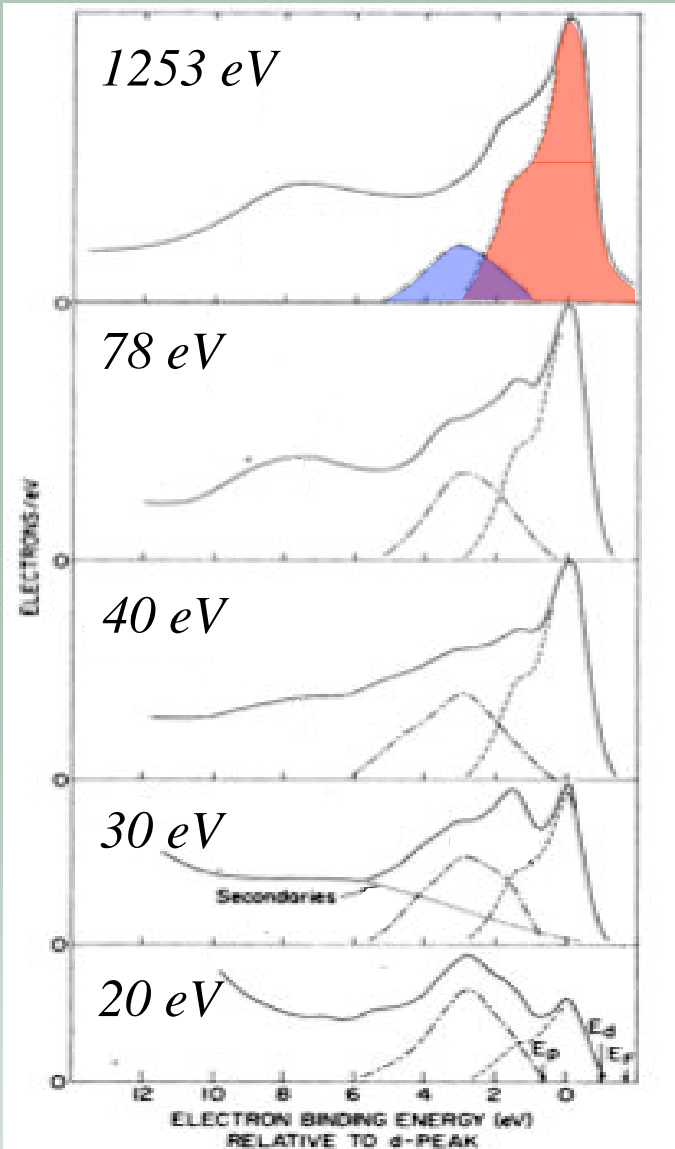 1253 eV
O
78 eV
O
40 eV
O
30 eV
Secondaries
O
20 eV
Ed
Ep
EF
O
12 10 8 6 4 2 0
ELECTRONS/eV
ELECTRON BINDING ENERGY (eV)
RELATIVE TO d-PEAK